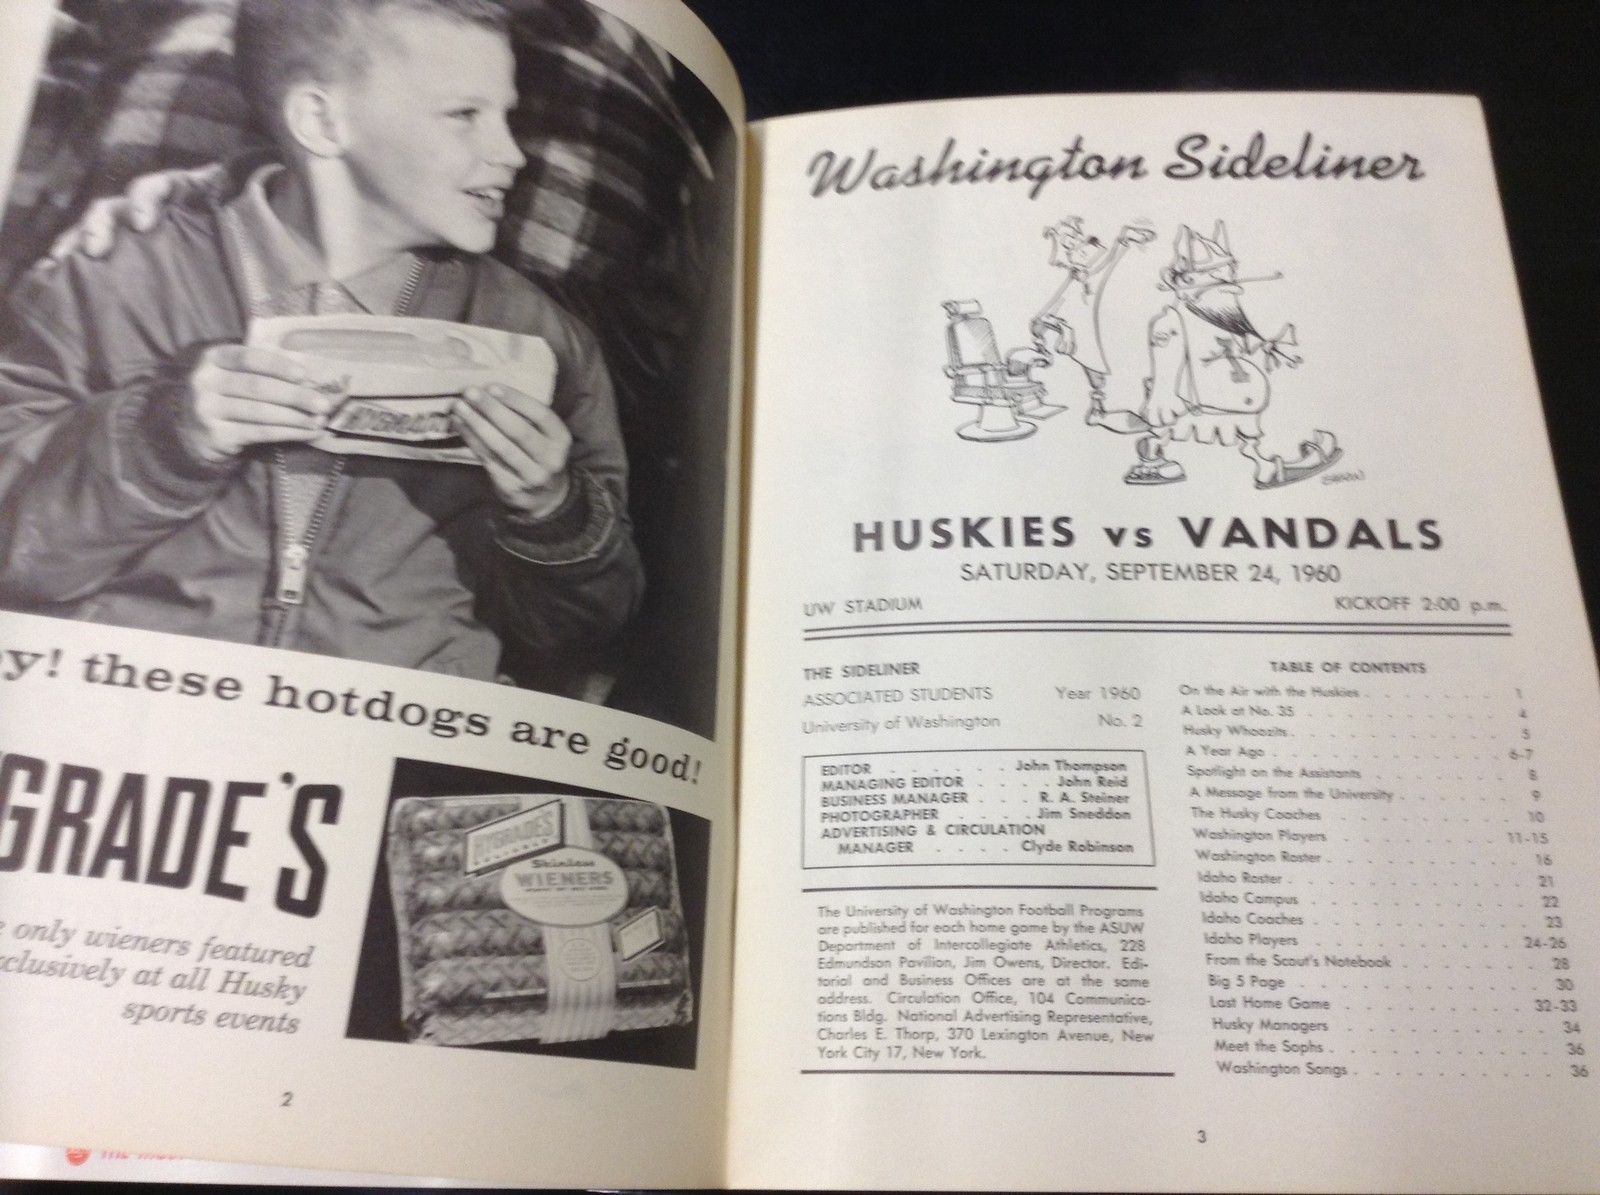 HYGRADE'S
y! these hotdogs are good!
GRADE'S
only wieners featured
exclusively at all Husky
sports events
HYGRADE'S
Skinless
WIENERS
2
Washington Sideliner
HUSKIES vs VANDALS
SATURDAY, SEPTEMBER 24, 1960
UW STADIUM KICKOFF 2:00 p.m.
THE SIDELINER
ASSOCIATED STUDENTS Year 1960
University of Washington No. 2
EDITOR . . . . . . John Thompson
MANAGING EDITOR . . . . John Reid
BUSINESS MANAGER . . . R. A. Steiner
PHOTOGRAPHER . . . . Jim Sneddon
ADVERTISING & CIRCULATION
MANAGER . . . . Clyde Robinson
The University of Washington Football Programs
are published for each home game by the ASUW
Department of Intercollegiate Athletics, 228
Edmundson Pavilion, Jim Owens, Director. Edi-
torial and Business Offices are at the same
address. Circulation Office, 104 Communica-
tions Bldg. National Advertising Representative,
Charles E. Thorp, 370 Lexington Avenue, New
York City 17, New York.
TABLE OF CONTENTS
On the Air with the Huskies . . . . . . . 1
A Look at No. 35 . . . . . . . . . . 4
Husky Whoozits . . . . . . . . . . . 5
A Year Ago . . . . . . . . . . . 6-7
Spotlight on the Assistants . . . . . . . 8
A Message from the University . . . . . . 9
The Husky Coaches . . . . . . . . . 10
Washington Players . . . . . . . . 11-15
Washington Roster . . . . . . . . . 16
Idaho Roster . . . . . . . . . . . 21
Idaho Campus . . . . . . . . . . . 22
Idaho Coaches . . . . . . . . . . 23
Idaho Players . . . . . . . . . . 24-26
From the Scout's Notebook . . . . . . . 28
Big 5 Page . . . . . . . . . . . . 30
Last Home Game . . . . . . . . . 32-33
Husky Managers . . . . . . . . . . 34
Meet the Sophs . . . . . . . . . . 36
Washington Songs . . . . . . . . . . 36
3